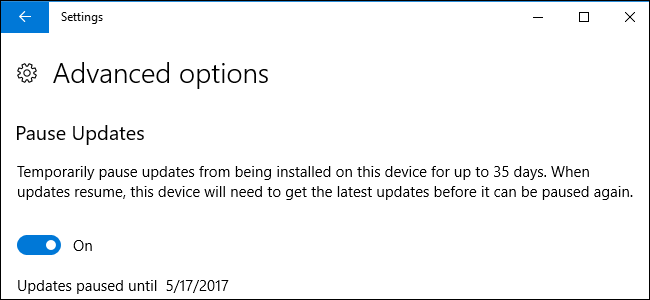 Settings
Advanced options
Pause Updates
Temporarily pause updates from being installed on this device for up to 35 days. When
updates resume, this device will need to get the latest updates before it can be paused again.
On
Updates paused until 5/17/2017